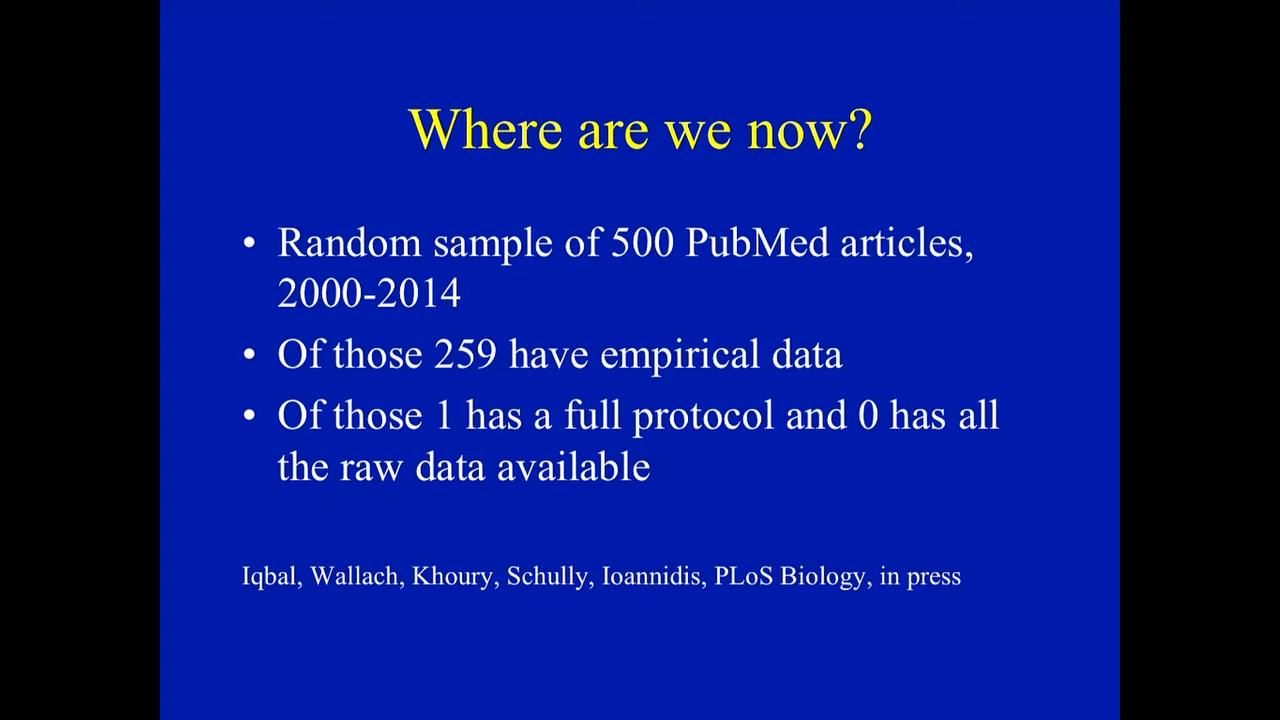 Where are we now?
• Random sample of 500 PubMed articles,
2000-2014
• Of those 259 have empirical data
• Of those 1 has a full protocol and 0 has all
the raw data available
Iqbal, Wallach, Khoury, Schully, Ioannidis, PLoS Biology, in press